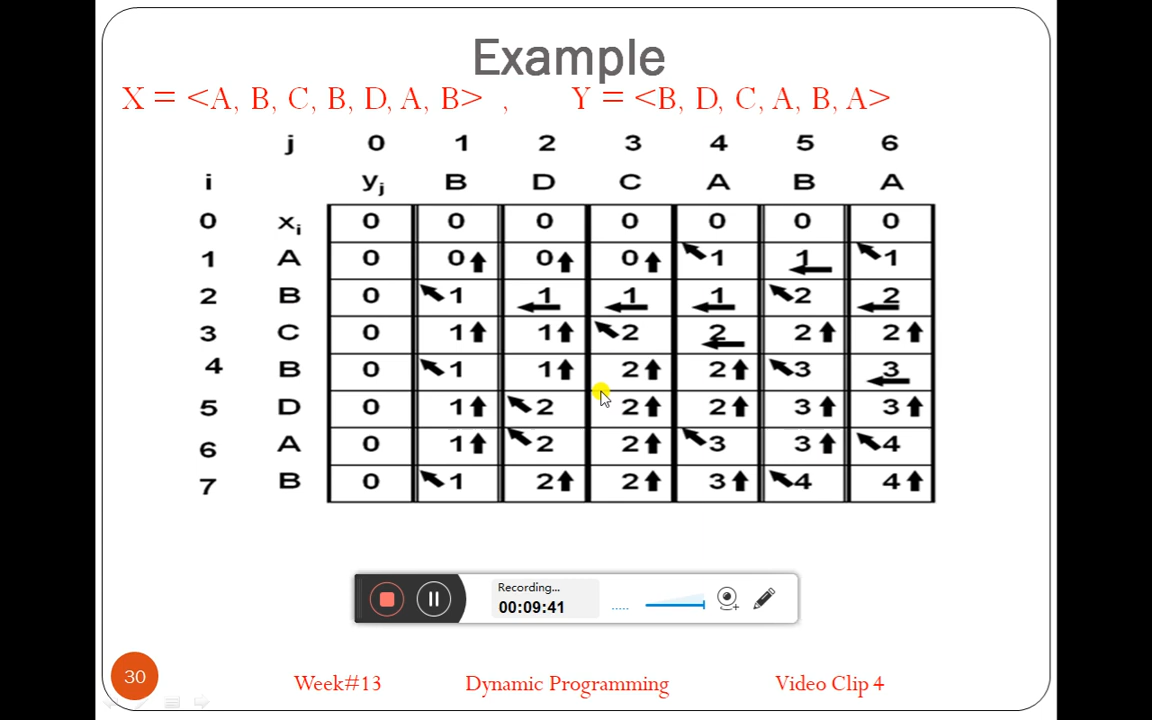 Example
X = <A, B, C, B, D, A, B> , Y = <B, D, C, A, B, A>
j 0 1 2 3 4 5 6
i yj B D C A B A
0 xi 0 0 0 0 0 0 0
1 A 0 0 0 0 1 1 1
2 B 0 1 1 1 1 2 2
3 C 0 1 1 2 2 2 2
4 B 0 1 1 2 2 3 3
5 D 0 1 2 2 2 3 3
6 A 0 1 2 2 3 3 4
7 B 0 1 2 2 3 4 4
Recording...
00:09:41
30 Week#13 Dynamic Programming Video Clip 4